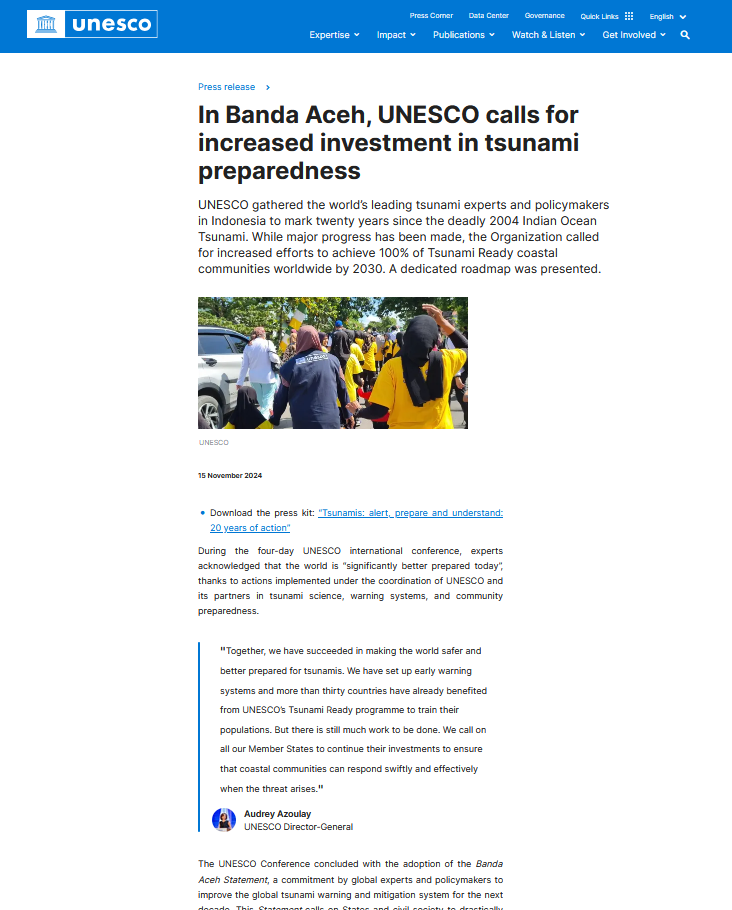 unesco
Press Corner Data Center Governance Quick Links English
Expertise Impact Publications Watch & Listen Get Involved
Press release
In Banda Aceh, UNESCO calls for
increased investment in tsunami
preparedness
UNESCO gathered the world's leading tsunami experts and policymakers
in Indonesia to mark twenty years since the deadly 2004 Indian Ocean
Tsunami. While major progress has been made, the Organization called
for increased efforts to achieve 100% of Tsunami Ready coastal
communities worldwide by 2030. A dedicated roadmap was presented.
UNESCO
15 November 2024
• Download the press kit: “Tsunamis: alert, prepare and understand:
20 years of action”
During the four-day UNESCO international conference, experts
acknowledged that the world is “significantly better prepared today”,
thanks to actions implemented under the coordination of UNESCO and
its partners in tsunami science, warning systems, and community
preparedness.
"Together, we have succeeded in making the world safer and
better prepared for tsunamis. We have set up early warning
systems and more than thirty countries have already benefited
from UNESCO's Tsunami Ready programme to train their
populations. But there is still much work to be done. We call on
all our Member States to continue their investments to ensure
that coastal communities can respond swiftly and effectively
when the threat arises."
Audrey Azoulay
UNESCO Director-General
The UNESCO Conference concluded with the adoption of the Banda
Aceh Statement, a commitment by global experts and policymakers to
improve the global tsunami warning and mitigation system for the next
decade. This Statement calls on States and civil society to drastically